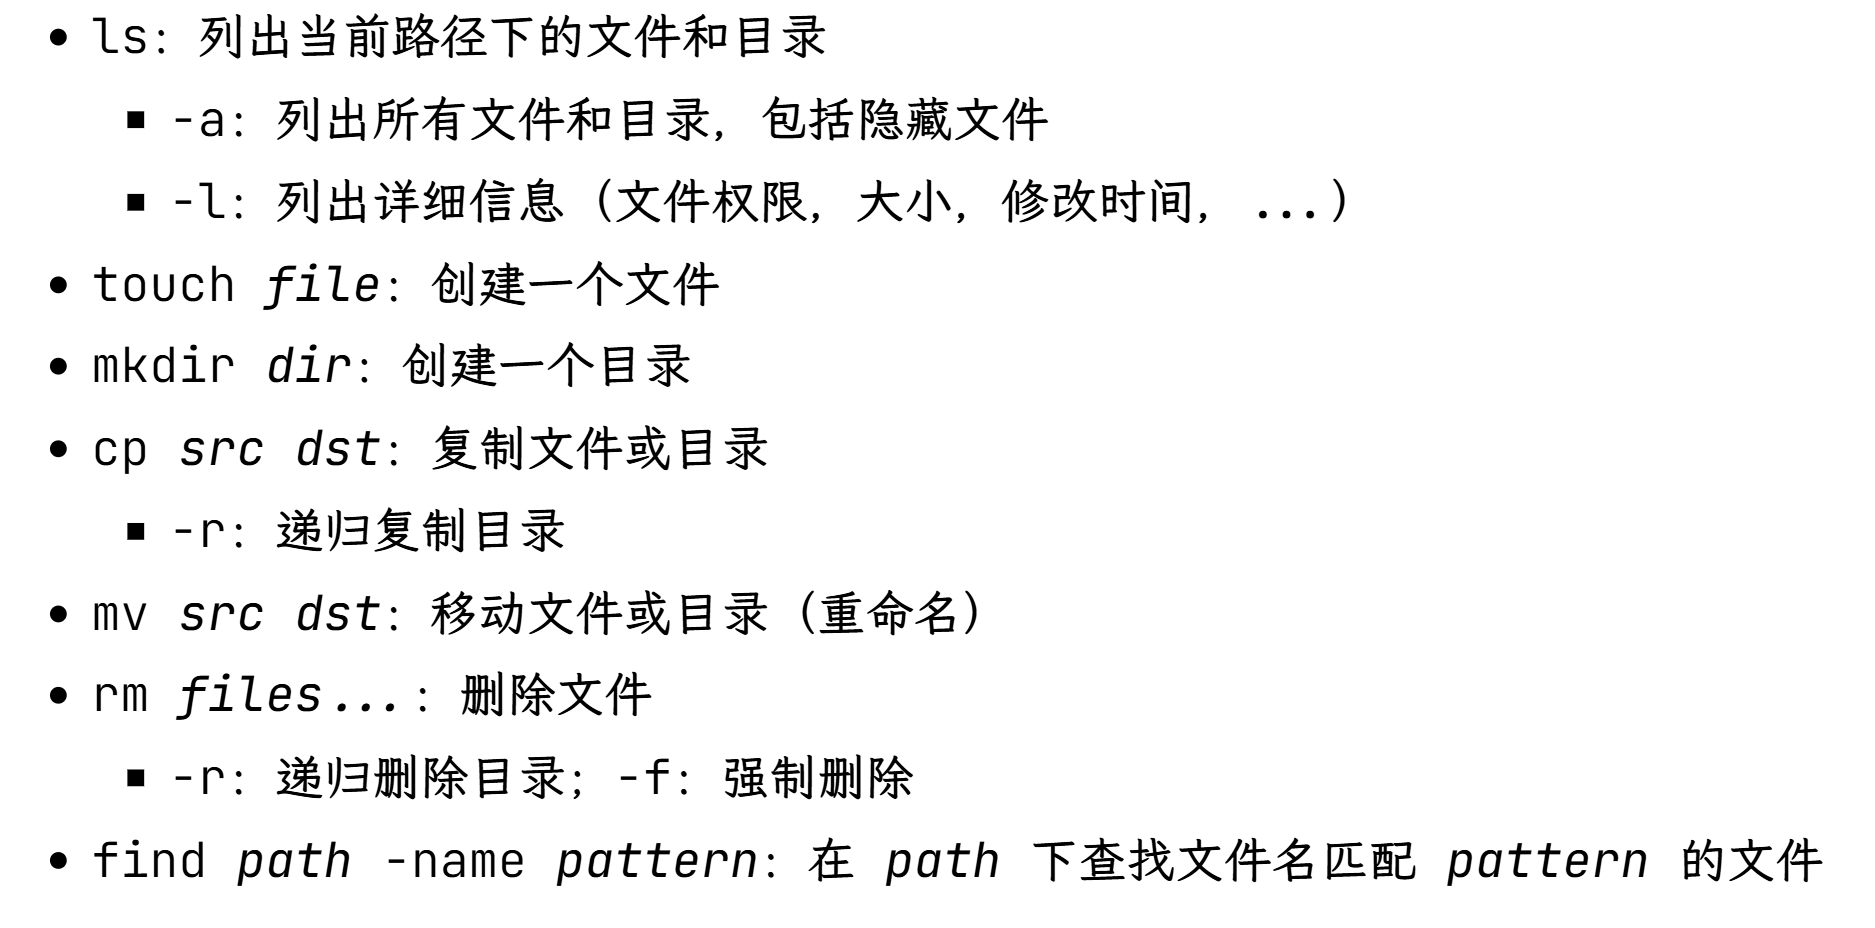 • ls：列出当前路径下的文件和目录
▪ -a：列出所有文件和目录，包括隐藏文件
▪ -l：列出详细信息（文件权限，大小，修改时间，...）
• touch file：创建一个文件
• mkdir dir：创建一个目录
• cp src dst：复制文件或目录
▪ -r：递归复制目录
• mv src dst：移动文件或目录（重命名）
• rm files...：删除文件
▪ -r：递归删除目录；-f：强制删除
• find path -name pattern：在 path 下查找文件名匹配 pattern 的文件